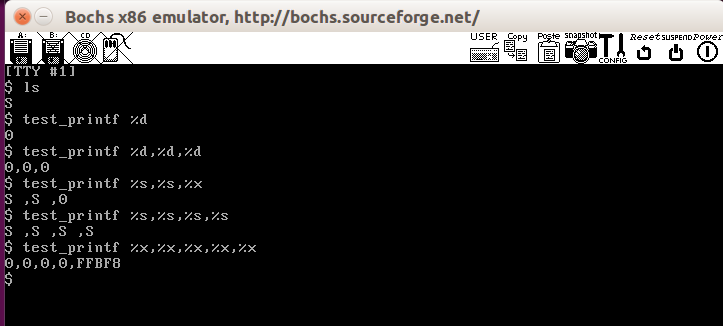 Bochs x86 emulator, http://bochs.sourceforge.net/
A: B: CD USER Copy Paste snapshot CONFIG Reset SUSPEND Power
[TTY #1]
$ ls
S
$ test_printf %d
0
$ test_printf %d,%d,%d
0,0,0
$ test_printf %s,%s,%x
S ,S ,0
$ test_printf %s,%s,%s,%s
S ,S ,S ,S
$ test_printf %x,%x,%x,%x,%x
0,0,0,0,FFBF8
$